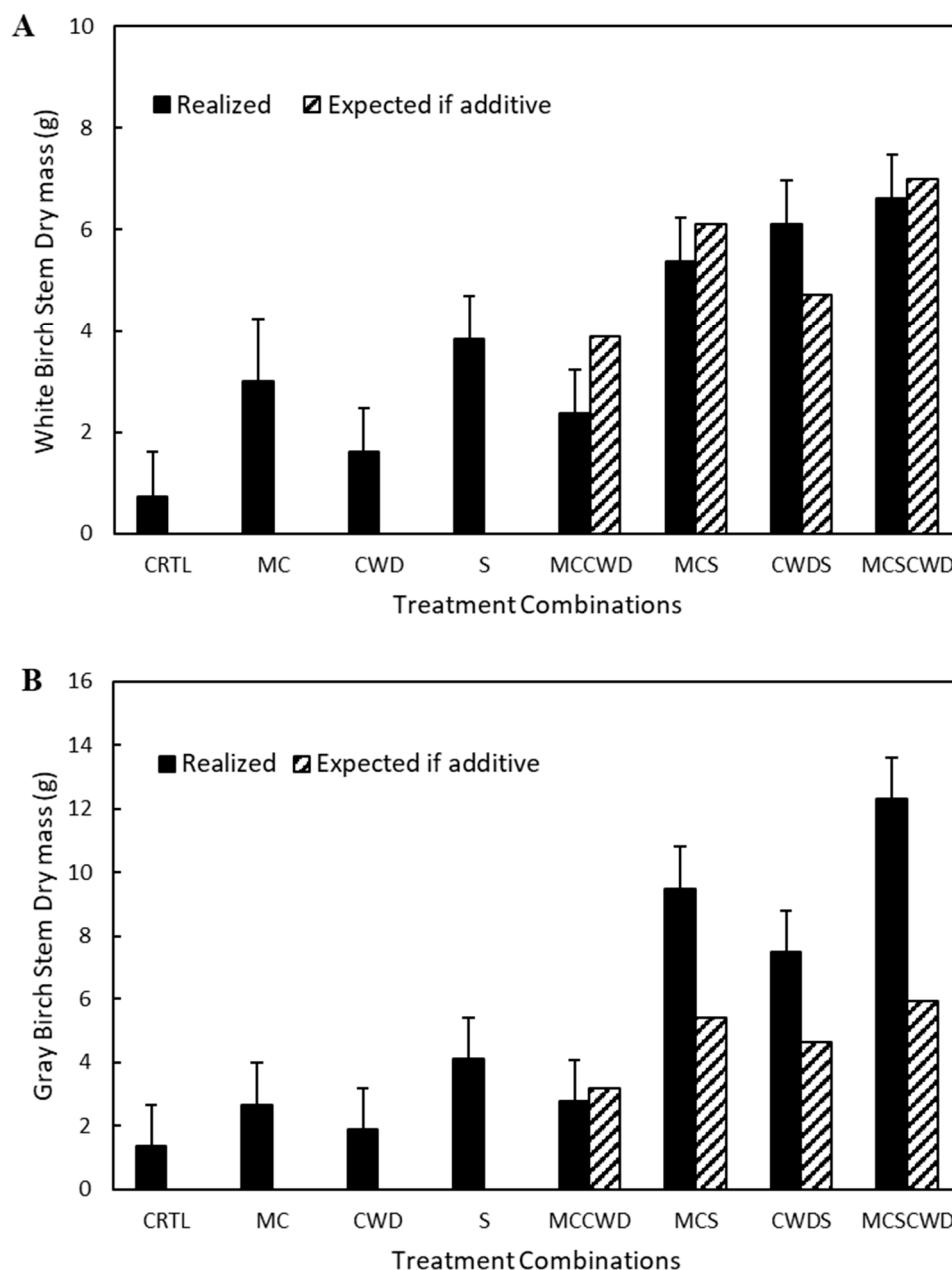 A
10
8
6
4
2
0
White Birch Stem Dry mass (g)
Realized
Expected if additive
CRTL MC CWD S MCCWD MCS CWDS MCSCWD
Treatment Combinations
B
16
14
12
10
8
6
4
2
0
Gray Birch Stem Dry mass (g)
Realized
Expected if additive
CRTL MC CWD S MCCWD MCS CWDS MCSCWD
Treatment Combinations